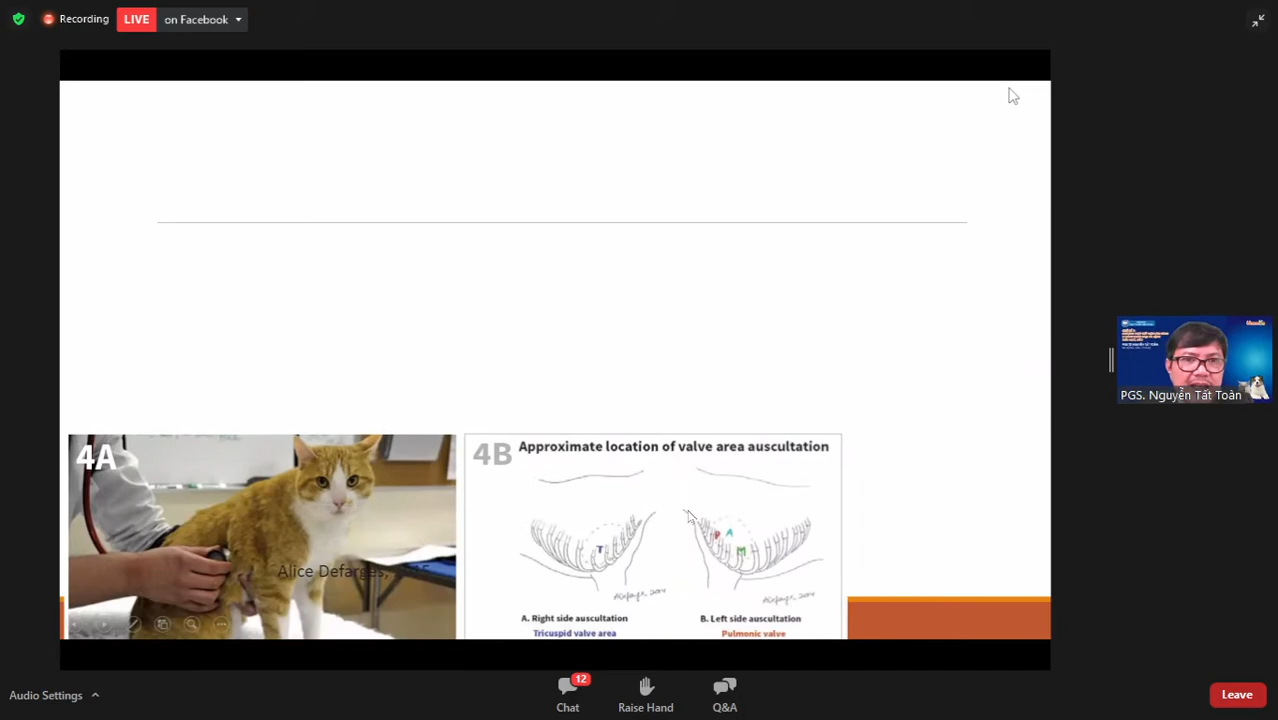 Recording
LIVE on Facebook
4A
Alice Defarges,
4B
Approximate location of valve area auscultation
T
P A
M
A. Right side auscultation
Tricuspid valve area
B. Left side auscultation
Pulmonic valve
PGS. Nguyễn Tất Toàn
Audio Settings
12
Chat
Raise Hand
Q&A
Leave